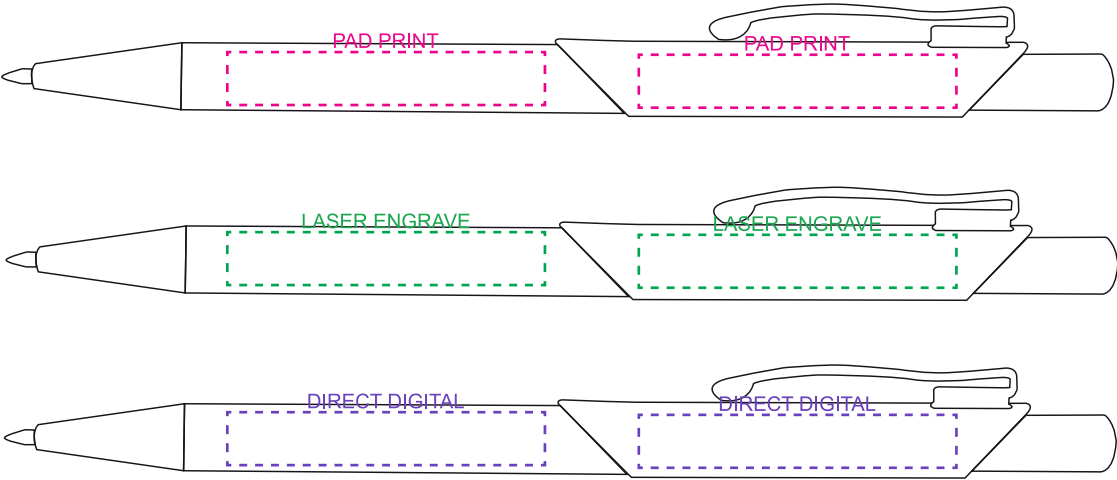 PAD PRINT
PAD PRINT
LASER ENGRAVE
LASER ENGRAVE
DIRECT DIGITAL
DIRECT DIGITAL